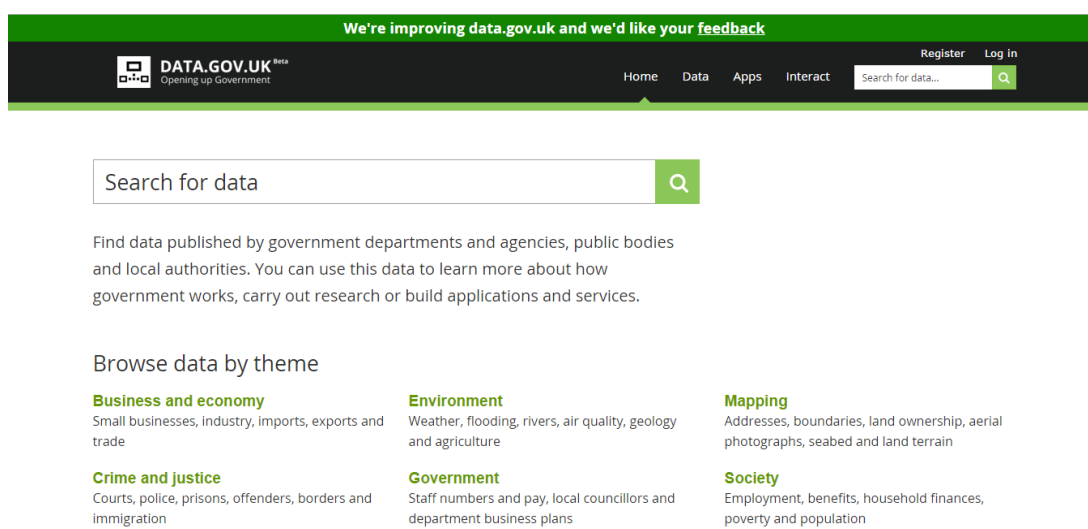 We're improving data.gov.uk and we'd like your feedback
Register Log in
DATA.GOV.UK Beta
Opening up Government
Home Data Apps Interact
Search for data...
Search for data
Find data published by government departments and agencies, public bodies
and local authorities. You can use this data to learn more about how
government works, carry out research or build applications and services.
Browse data by theme
Business and economy
Small businesses, industry, imports, exports and
trade
Environment
Weather, flooding, rivers, air quality, geology
and agriculture
Mapping
Addresses, boundaries, land ownership, aerial
photographs, seabed and land terrain
Crime and justice
Courts, police, prisons, offenders, borders and
immigration
Government
Staff numbers and pay, local councillors and
department business plans
Society
Employment, benefits, household finances,
poverty and population